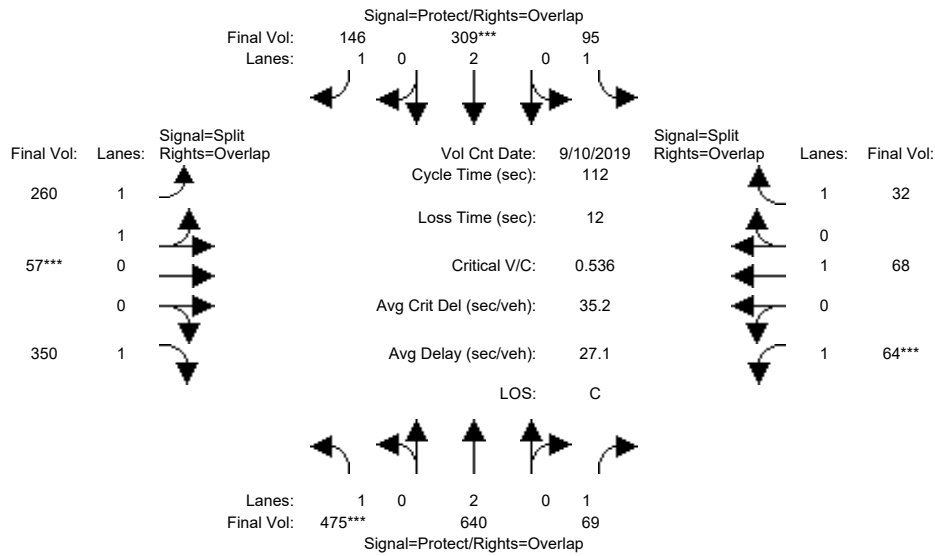 Signal=Protect/Rights=Overlap
Final Vol: 146 309*** 95
Lanes: 1 0 2 0 1
Signal=Split Signal=Split
Final Vol: Lanes: Rights=Overlap Vol Cnt Date: 9/10/2019 Rights=Overlap Lanes: Final Vol:
Cycle Time (sec): 112
260 1 1 32
Loss Time (sec): 12
1 0
57*** 0 Critical V/C: 0.536 1 68
0 Avg Crit Del (sec/veh): 35.2 0
350 1 Avg Delay (sec/veh): 27.1 1 64***
LOS: C
Lanes: 1 0 2 0 1
Final Vol: 475*** 640 69
Signal=Protect/Rights=Overlap